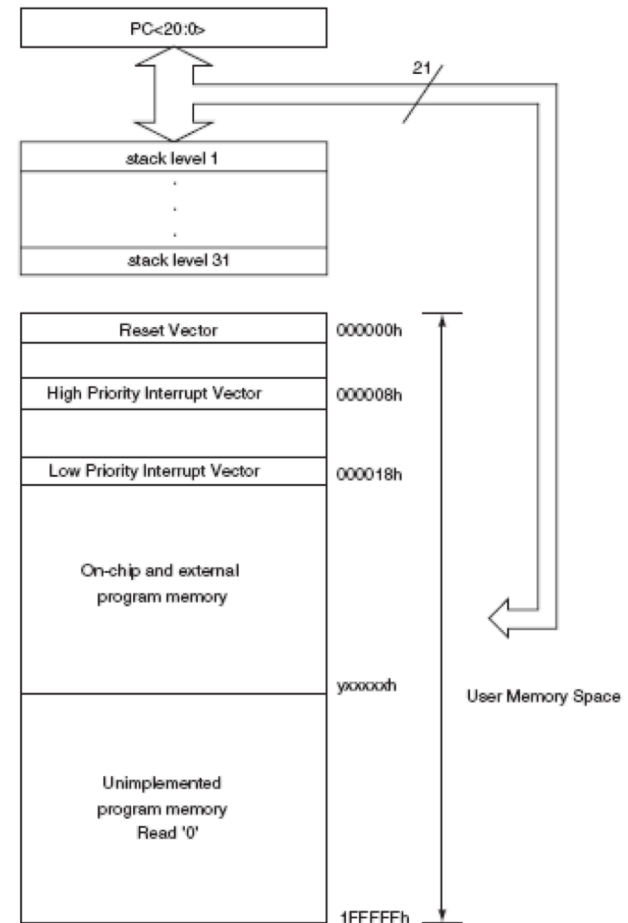 PC<20:0>
21
stack level 1
.
.
.
stack level 31
Reset Vector
000000h
High Priority Interrupt Vector
000008h
Low Priority Interrupt Vector
000018h
On-chip and external
program memory
yxxxxxh
User Memory Space
Unimplemented
program memory
Read '0'
1FFFFFh